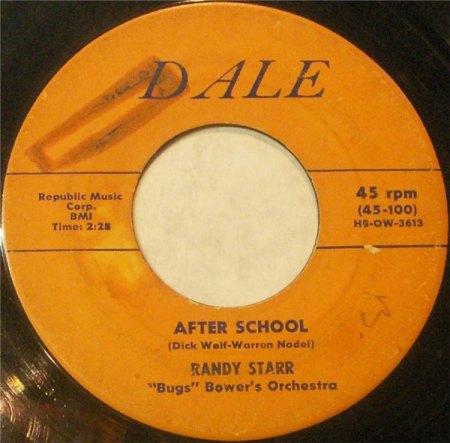 DALE
Republic Music
Corp.
BMI
Time: 2:28
45 rpm
(45-100)
H8-OW-3613
AFTER SCHOOL
(Dick Wolf-Warren Nadel)
RANDY STARR
"Bugs" Bower's Orchestra